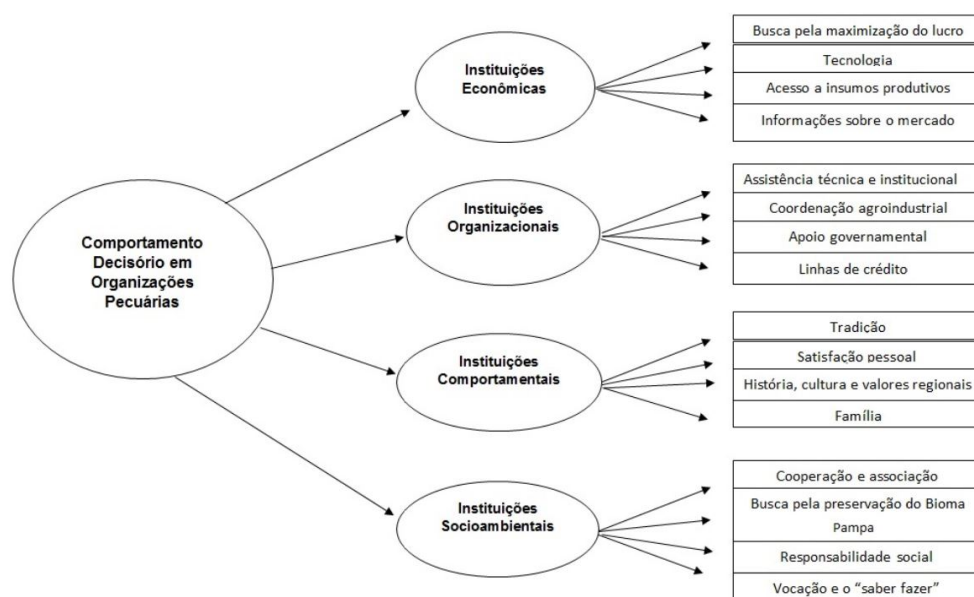 Comportamento
Decisório em
Organizações
Pecuárias
Instituições
Econômicas
Busca pela maximização do lucro
Tecnologia
Acesso a insumos produtivos
Informações sobre o mercado
Instituições
Organizacionais
Assistência técnica e institucional
Coordenação agroindustrial
Apoio governamental
Linhas de crédito
Instituições
Comportamentais
Tradição
Satisfação pessoal
História, cultura e valores regionais
Família
Instituições
Socioambientais
Cooperação e associação
Busca pela preservação do Bioma
Pampa
Responsabilidade social
Vocação e o “saber fazer”